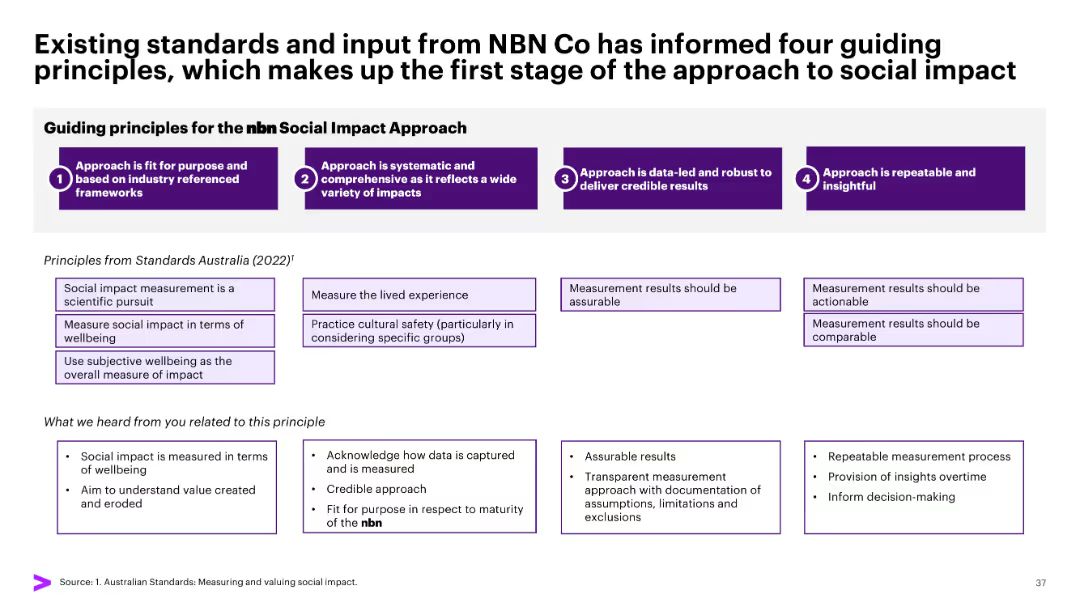 Existing standards and input from NBN Co has informed four guiding
principles, which makes up the first stage of the approach to social impact
Guiding principles for the nbn Social Impact Approach
1
Approach is fit for purpose and
based on industry referenced
frameworks
2
Approach is systematic and
comprehensive as it reflects a wide
variety of impacts
3
Approach is data-led and robust to
deliver credible results
4
Approach is repeatable and
insightful
Principles from Standards Australia (2022)¹
Social impact measurement is a
scientific pursuit
Measure social impact in terms of
wellbeing
Use subjective wellbeing as the
overall measure of impact
Measure the lived experience
Practice cultural safety (particularly in
considering specific groups)
Measurement results should be
assurable
Measurement results should be
actionable
Measurement results should be
comparable
What we heard from you related to this principle
• Social impact is measured in terms
of wellbeing
• Aim to understand value created
and eroded
• Acknowledge how data is captured
and is measured
• Credible approach
• Fit for purpose in respect to maturity
of the nbn
• Assurable results
• Transparent measurement
approach with documentation of
assumptions, limitations and
exclusions
• Repeatable measurement process
• Provision of insights overtime
• Inform decision-making
Source: 1. Australian Standards: Measuring and valuing social impact.
37